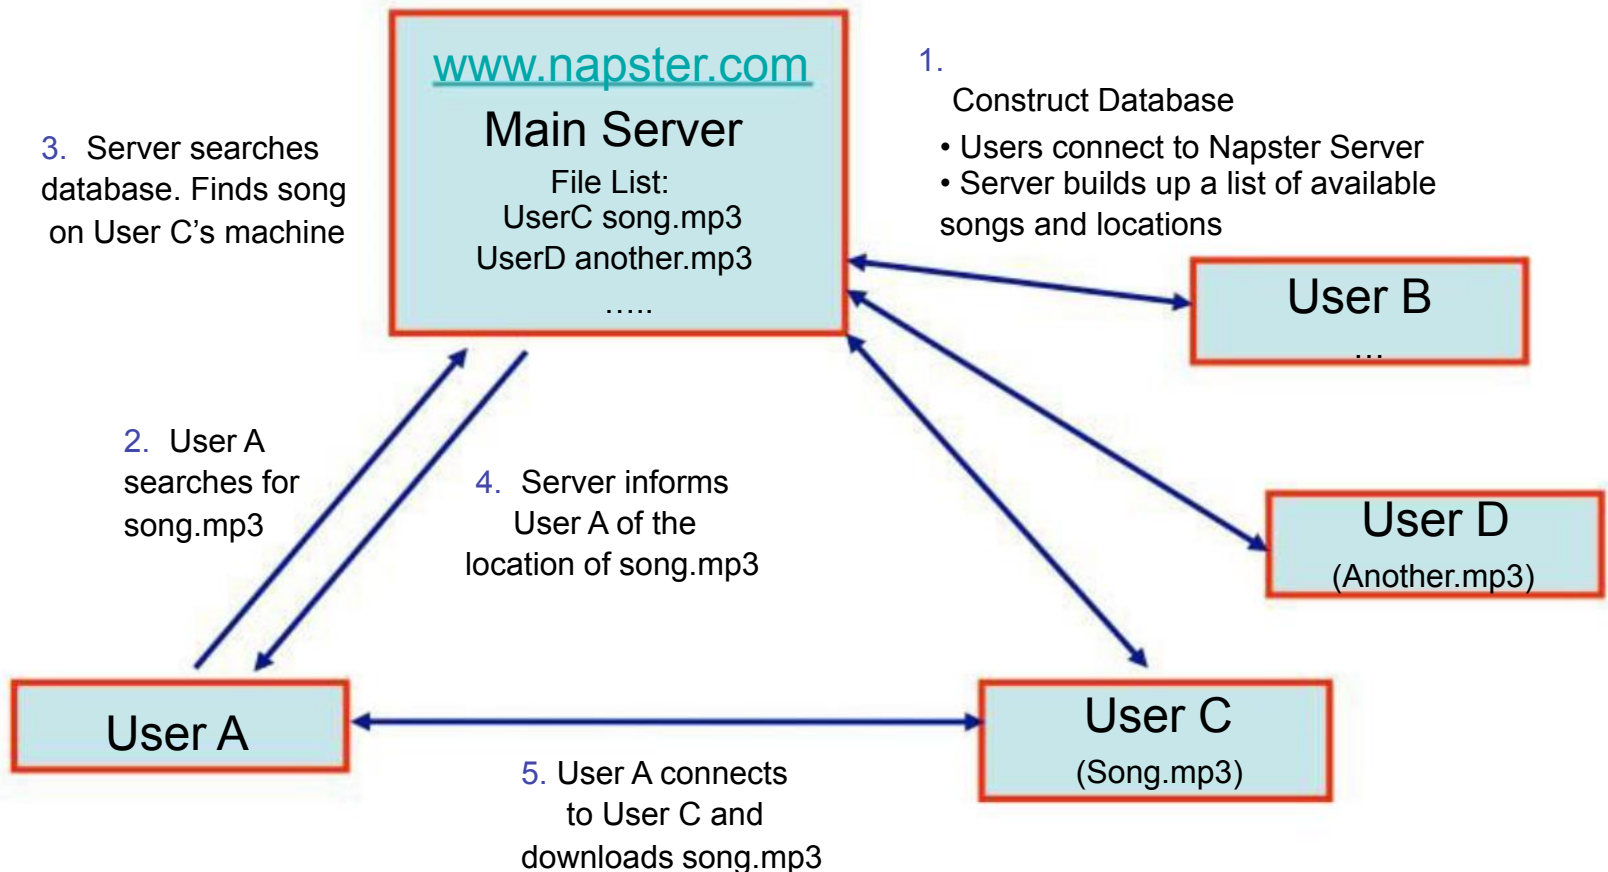 www.napster.com
Main Server
File List:
UserC song.mp3
UserD another.mp3
…..
1.
Construct Database
• Users connect to Napster Server
• Server builds up a list of available
songs and locations
3. Server searches
database. Finds song
on User C’s machine
User B
...
2. User A
searches for
song.mp3
4. Server informs
User A of the
location of song.mp3
User D
(Another.mp3)
User A
User C
(Song.mp3)
5. User A connects
to User C and
downloads song.mp3